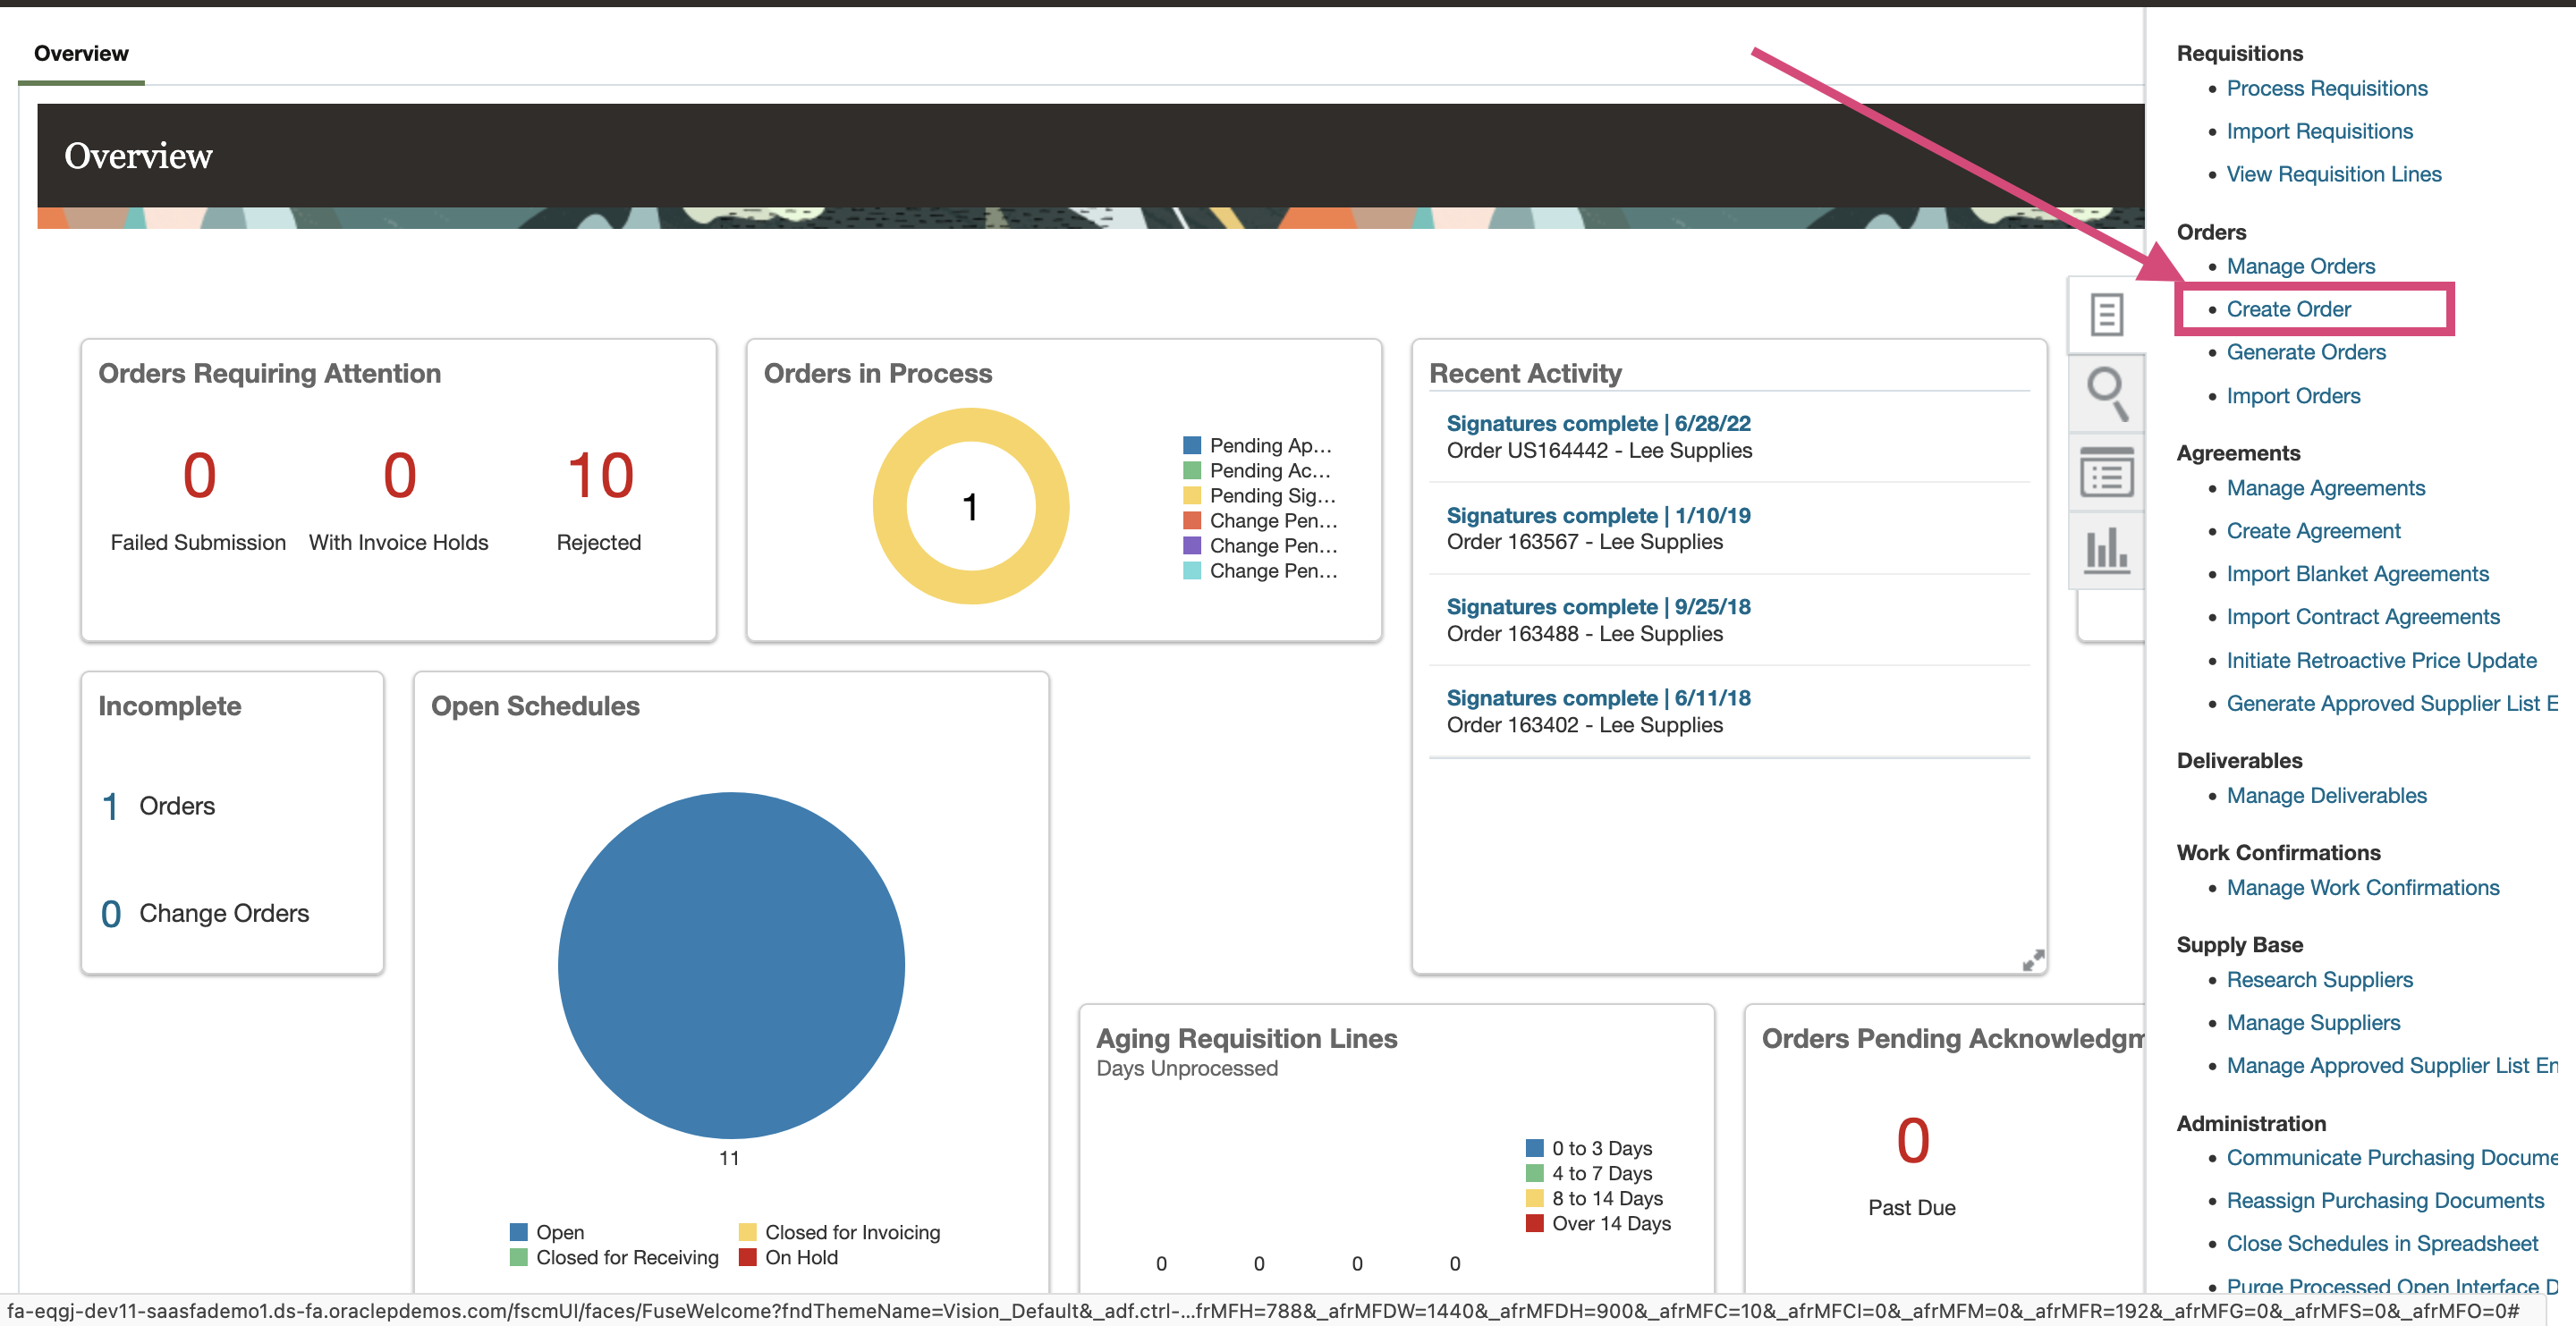 Overview
Overview
Orders Requiring Attention
0
0
10
Failed Submission
With Invoice Holds
Rejected
Orders in Process
1
Pending Ap...
Pending Ac...
Pending Sig...
Change Pen...
Change Pen...
Change Pen...
Recent Activity
Signatures complete | 6/28/22
Order US164442 - Lee Supplies
Signatures complete | 1/10/19
Order 163567 - Lee Supplies
Signatures complete | 9/25/18
Order 163488 - Lee Supplies
Signatures complete | 6/11/18
Order 163402 - Lee Supplies
Incomplete
1 Orders
0 Change Orders
Open Schedules
11
Open
Closed for Invoicing
Closed for Receiving
On Hold
Aging Requisition Lines
Days Unprocessed
0 to 3 Days
4 to 7 Days
8 to 14 Days
Over 14 Days
0 0 0 0
Orders Pending Acknowledgm
0
Past Due
Requisitions
• Process Requisitions
• Import Requisitions
• View Requisition Lines
Orders
• Manage Orders
• Create Order
• Generate Orders
• Import Orders
Agreements
• Manage Agreements
• Create Agreement
• Import Blanket Agreements
• Import Contract Agreements
• Initiate Retroactive Price Update
• Generate Approved Supplier List E
Deliverables
• Manage Deliverables
Work Confirmations
• Manage Work Confirmations
Supply Base
• Research Suppliers
• Manage Suppliers
• Manage Approved Supplier List En
Administration
• Communicate Purchasing Docume
• Reassign Purchasing Documents
• Close Schedules in Spreadsheet
• Purge Processed Open Interface D
fa-eqgj-dev11-saasfademo1.ds-fa.oraclepdemos.com/fscmUI/faces/FuseWelcome?fndThemeName=Vision_Default&_adf.ctrl-...frMFH=788&_afrMFDW=1440&_afrMFDH=900&_afrMFC=10&_afrMFCI=0&_afrMFM=0&_afrMFR=192&_afrMFG=0&_afrMFS=0&_afrMFO=0#